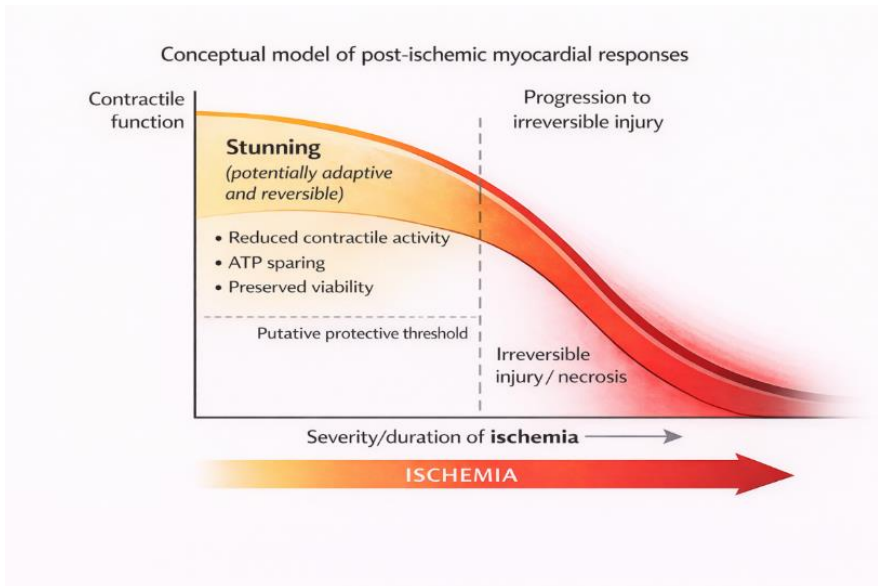 Conceptual model of post-ischemic myocardial responses
Contractile
function
Progression to
irreversible injury
Stunning
(potentially adaptive
and reversible)
• Reduced contractile activity
• ATP sparing
• Preserved viability
Putative protective threshold
Irreversible
injury / necrosis
Severity/duration of ischemia
ISCHEMIA